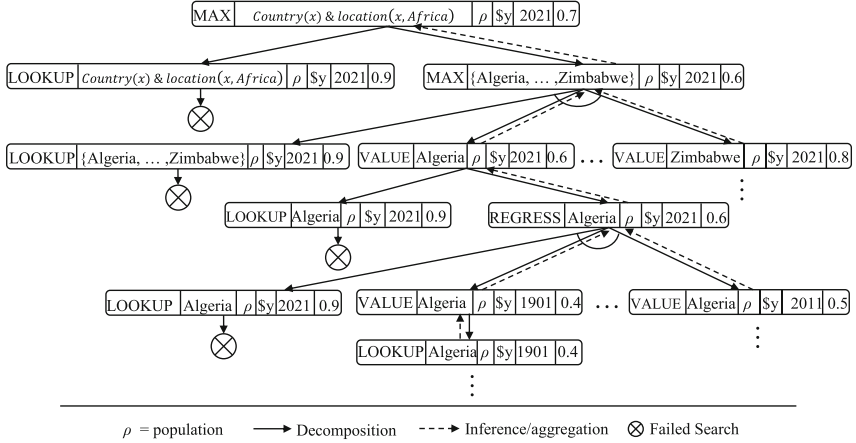 MAX Country(x) & location(x, Africa) ρ $y 2021 0.7
LOOKUP Country(x) & location(x, Africa) ρ $y 2021 0.9
MAX {Algeria, ... ,Zimbabwe} ρ $y 2021 0.6
LOOKUP {Algeria, ... ,Zimbabwe} ρ $y 2021 0.9
VALUE Algeria ρ $y 2021 0.6 ... VALUE Zimbabwe ρ $y 2021 0.8
LOOKUP Algeria ρ $y 2021 0.9
REGRESS Algeria ρ $y 2021 0.6
LOOKUP Algeria ρ $y 2021 0.9
VALUE Algeria ρ $y 1901 0.4 ... VALUE Algeria ρ $y 2011 0.5
LOOKUP Algeria ρ $y 1901 0.4
ρ = population Decomposition Inference/aggregation Failed Search